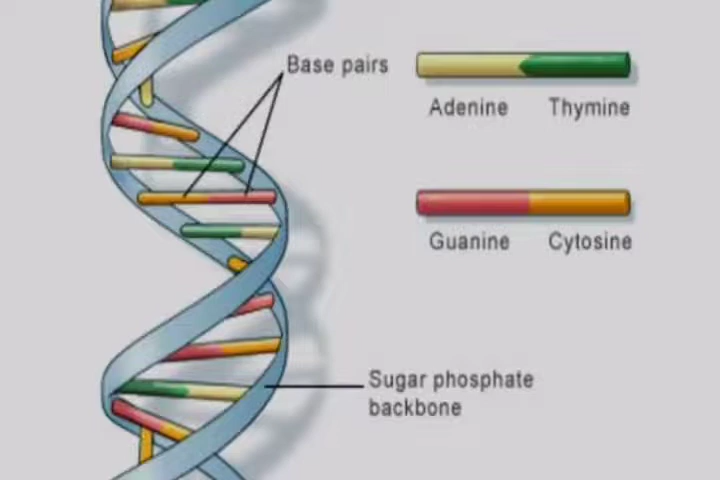 Base pairs
Adenine Thymine
Guanine Cytosine
Sugar phosphate
backbone